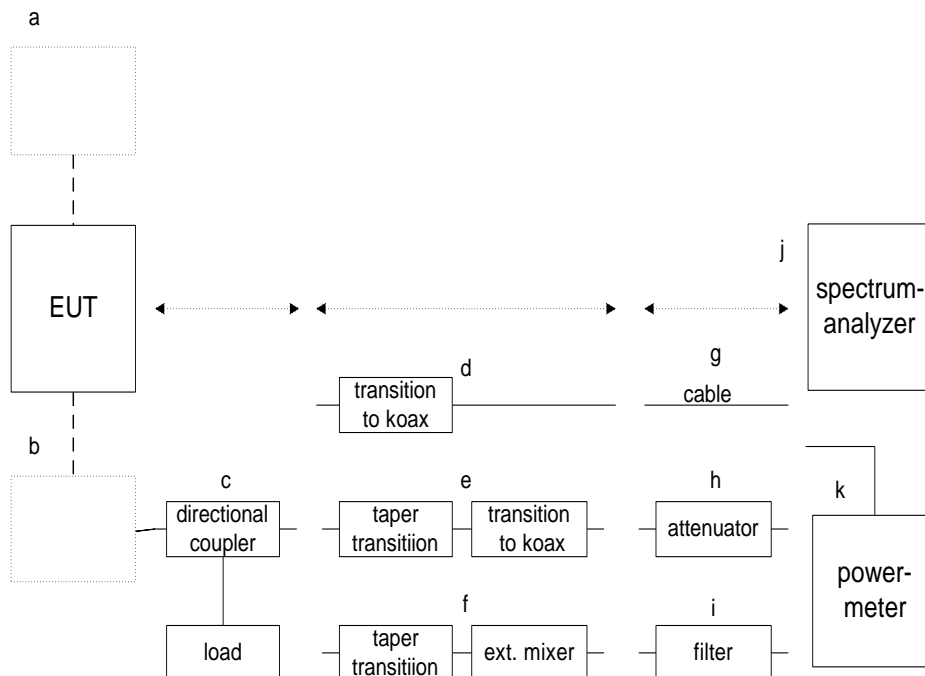 a
EUT
j
spectrum-
analyzer
d
transition
to koax
g
cable
b
c
directional
coupler
e
taper
transitiion
transition
to koax
h
attenuator
k
power-
meter
load
f
taper
transitiion
ext. mixer
i
filter